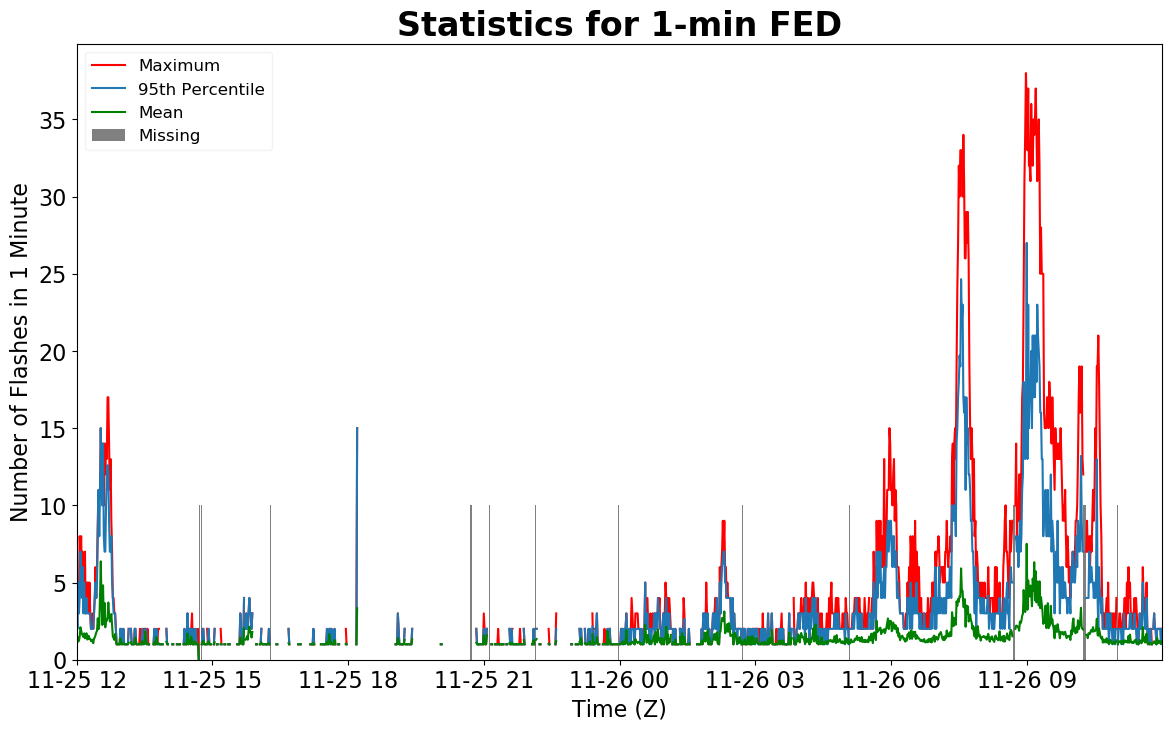 Statistics for 1-min FED
Maximum
95th Percentile
Mean
Missing
Number of Flashes in 1 Minute
35
30
25
20
15
10
5
0
11-25 12
11-25 15
11-25 18
11-25 21
11-26 00
11-26 03
11-26 06
11-26 09
Time (Z)